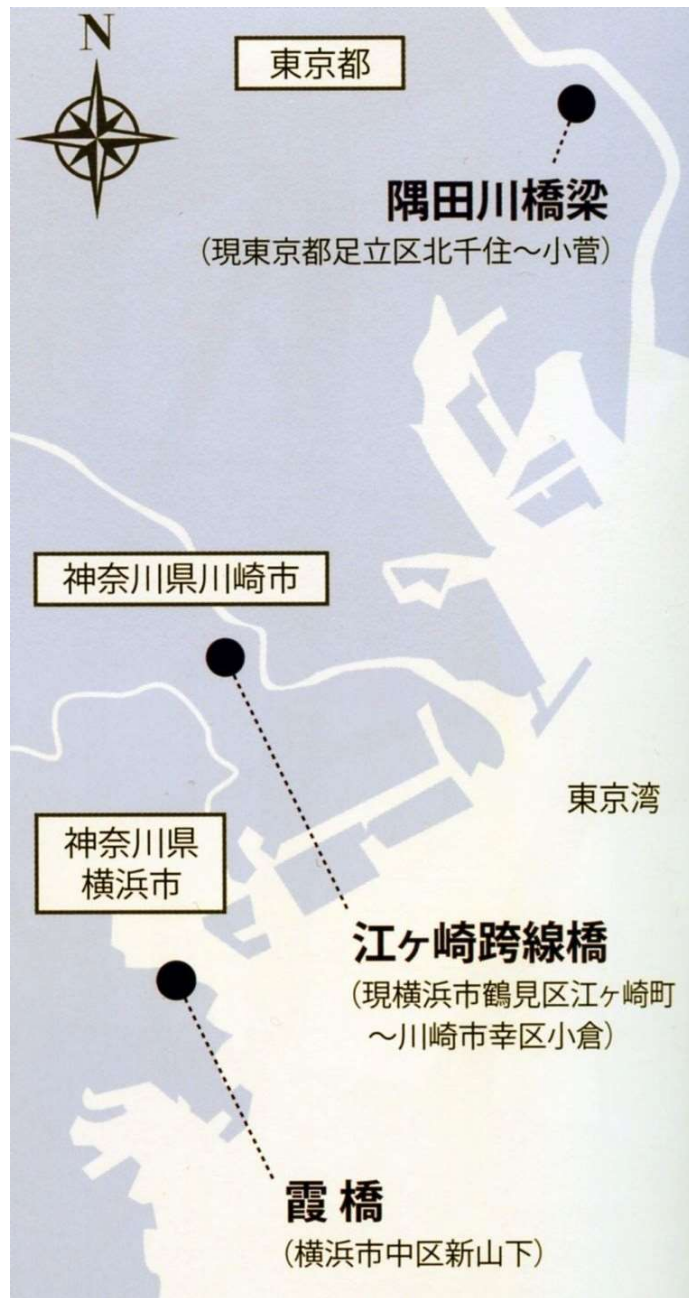 N
東京都
隅田川橋梁
（現東京都足立区北千住～小菅）
神奈川県川崎市
東京湾
神奈川県
横浜市
江ヶ崎跨線橋
（現横浜市鶴見区江ヶ崎町
～川崎市幸区小倉）
霞橋
（横浜市中区新山下）